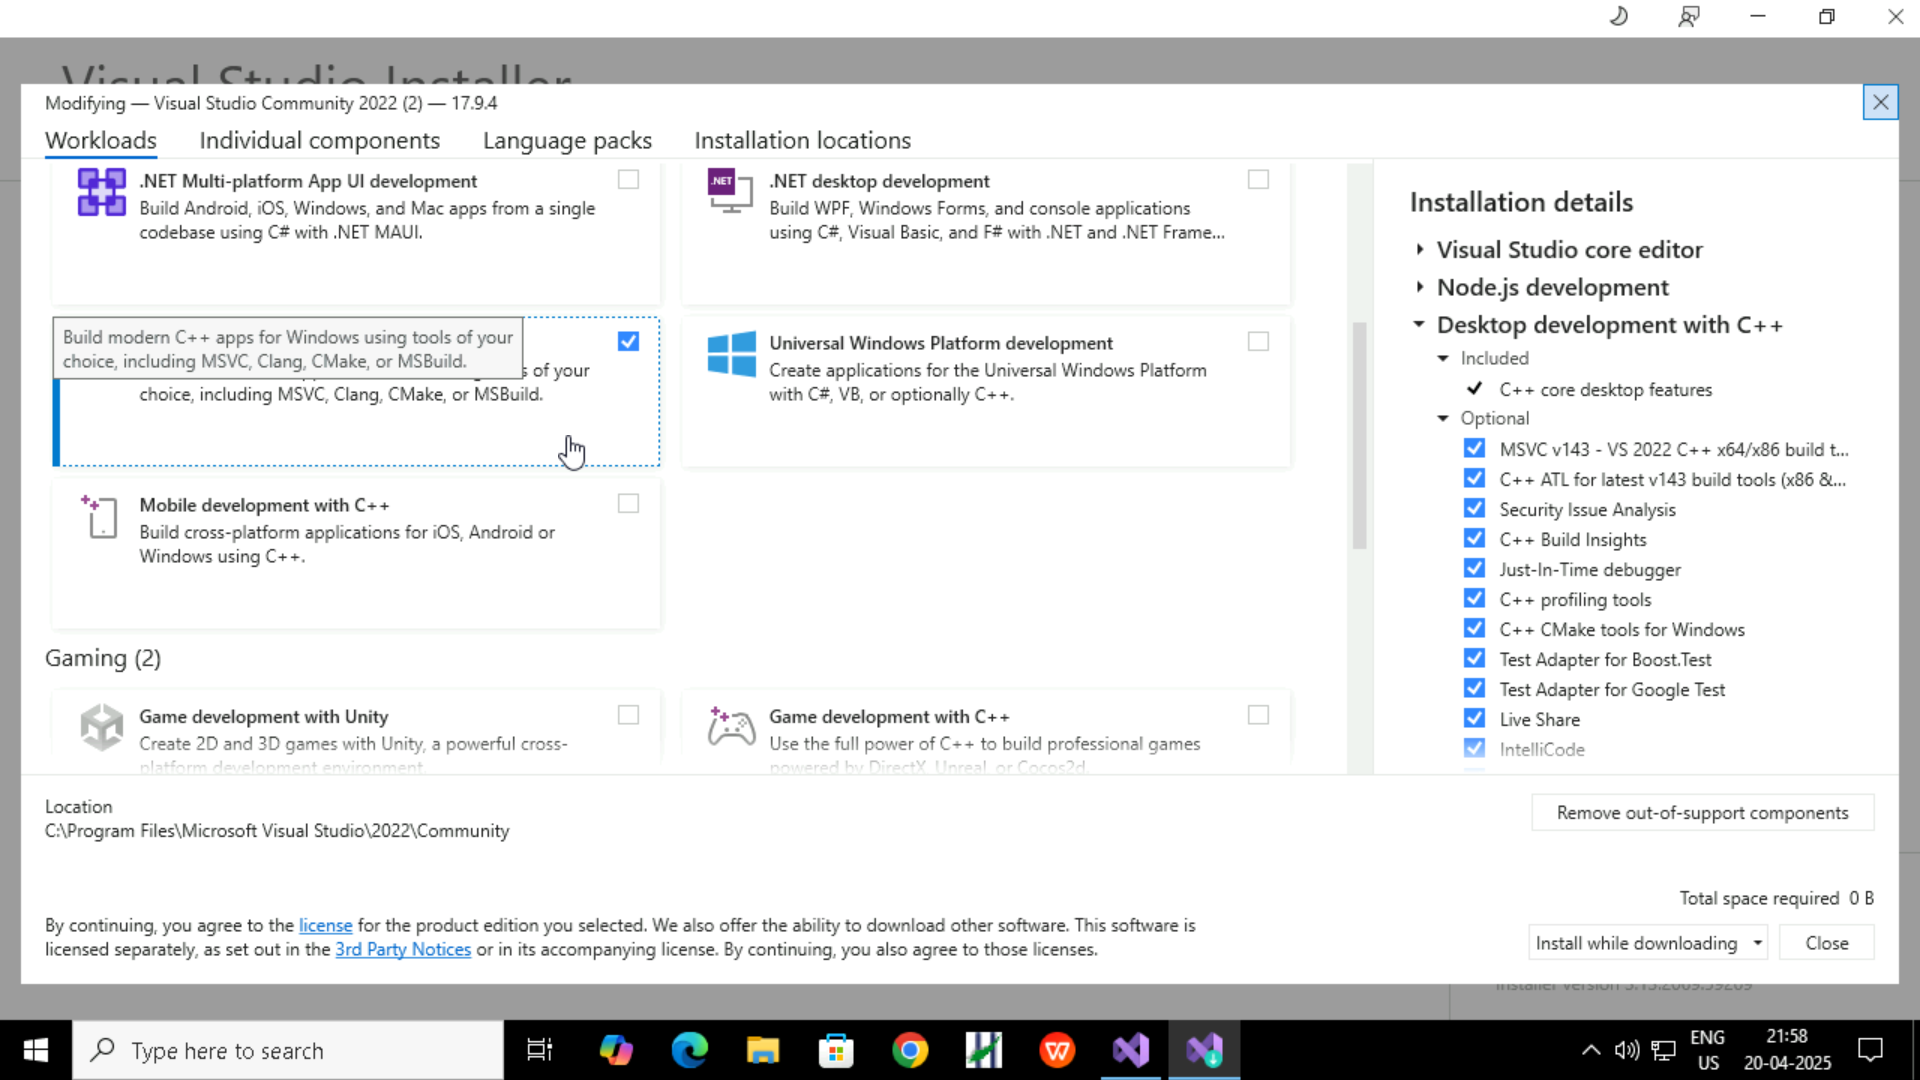 Visual Studio Installer
Modifying — Visual Studio Community 2022 (2) — 17.9.4
Workloads
Individual components
Language packs
Installation locations
.NET Multi-platform App UI development
Build Android, iOS, Windows, and Mac apps from a single
codebase using C# with .NET MAUI.
.NET
.NET desktop development
Build WPF, Windows Forms, and console applications
using C#, Visual Basic, and F# with .NET and .NET Frame...
Build modern C++ apps for Windows using tools of your
choice, including MSVC, Clang, CMake, or MSBuild.
s of your
choice, including MSVC, Clang, CMake, or MSBuild.
Universal Windows Platform development
Create applications for the Universal Windows Platform
with C#, VB, or optionally C++.
Mobile development with C++
Build cross-platform applications for iOS, Android or
Windows using C++.
Gaming (2)
Game development with Unity
Create 2D and 3D games with Unity, a powerful cross-
platform development environment.
Game development with C++
Use the full power of C++ to build professional games
powered by DirectX, Unreal, or Cocos2d.
Installation details
Visual Studio core editor
Node.js development
Desktop development with C++
Included
C++ core desktop features
Optional
MSVC v143 - VS 2022 C++ x64/x86 build t...
C++ ATL for latest v143 build tools (x86 &...
Security Issue Analysis
C++ Build Insights
Just-In-Time debugger
C++ profiling tools
C++ CMake tools for Windows
Test Adapter for Boost.Test
Test Adapter for Google Test
Live Share
IntelliCode
Location
C:\Program Files\Microsoft Visual Studio\2022\Community
Remove out-of-support components
Total space required 0 B
By continuing, you agree to the license for the product edition you selected. We also offer the ability to download other software. This software is
licensed separately, as set out in the 3rd Party Notices or in its accompanying license. By continuing, you also agree to those licenses.
Install while downloading
Close
Type here to search
ENG
US
21:58
20-04-2025